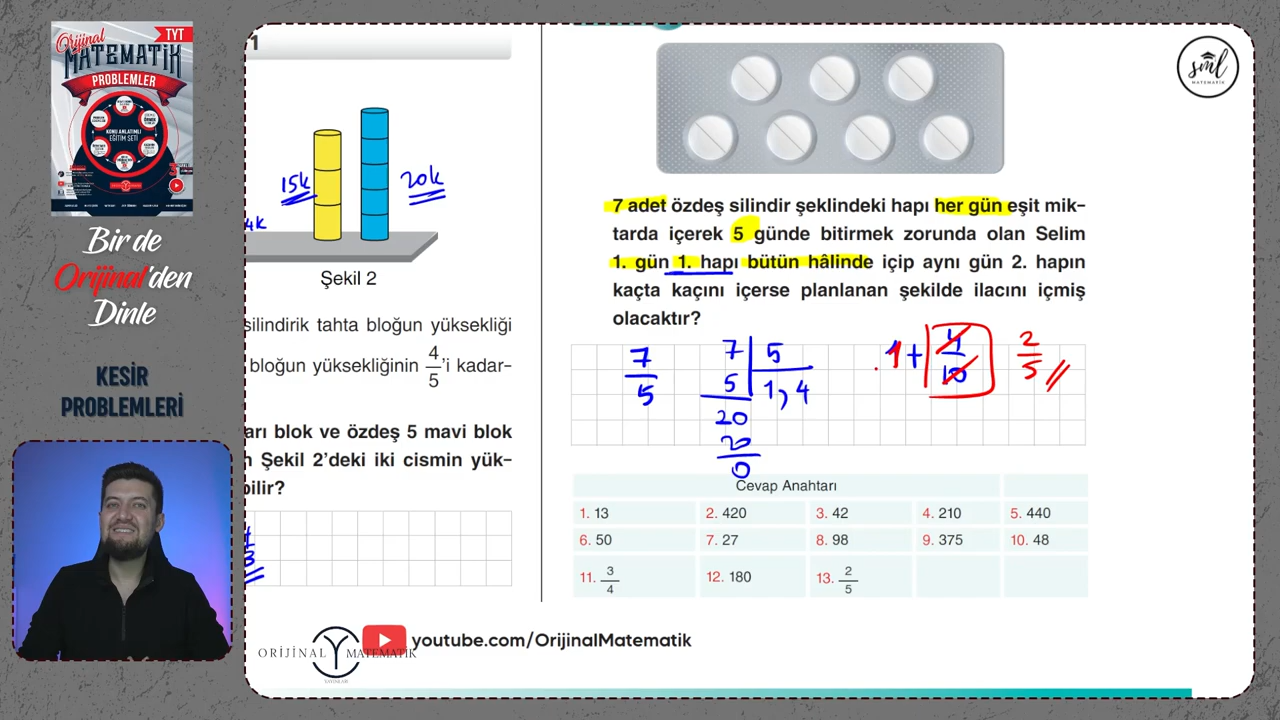 TYT
Orijinal
MATEMATİK
PROBLEMLER
KONU ANLATIMLI
EĞİTİM SETİ
Bir de
Orijinal'den
Dinle
KESİR
PROBLEMLERİ
1
15k
20k
4k
Şekil 2
silindirik tahta bloğun yüksekliği
bloğun yüksekliğinin 4/5'i kadar-
arı blok ve özdeş 5 mavi blok
n Şekil 2'deki iki cismin yük-
bilir?
sml
MATEMATİK
7 adet özdeş silindir şeklindeki hapı her gün eşit mik-
tarda içerek 5 günde bitirmek zorunda olan Selim
1. gün 1. hapı bütün hâlinde içip aynı gün 2. hapın
kaçta kaçını içerse planlanan şekilde ilacını içmiş
olacaktır?
7/5
7 | 5
5 | 1,4
20
20
0
1 + 4/10
2/5
Cevap Anahtarı
1. 13 2. 420 3. 42 4. 210 5. 440
6. 50 7. 27 8. 98 9. 375 10. 48
11. 3/4 12. 180 13. 2/5
ORİJİNAL MATEMATİK
YAYINLARI
youtube.com/OrijinalMatematik